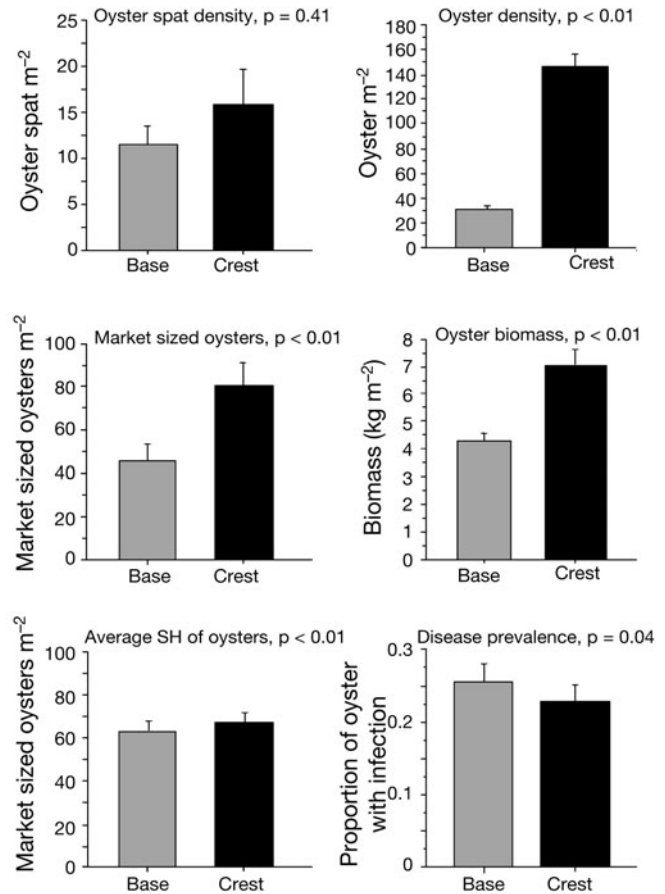 Oyster spat density, p = 0.41
Oyster spat m–2
25
20
15
10
5
0
Base Crest
Oyster density, p < 0.01
Oyster m–2
180
160
140
120
100
80
60
40
20
0
Base Crest
Market sized oysters, p < 0.01
Market sized oysters m–2
100
80
60
40
20
0
Base Crest
Oyster biomass, p < 0.01
Biomass (kg m–2)
8
7
6
5
4
3
2
1
0
Base Crest
Average SH of oysters, p < 0.01
Market sized oysters m–2
100
80
60
40
20
0
Base Crest
Disease prevalence, p = 0.04
Proportion of oyster
with infection
0.3
0.2
0.1
0
Base Crest